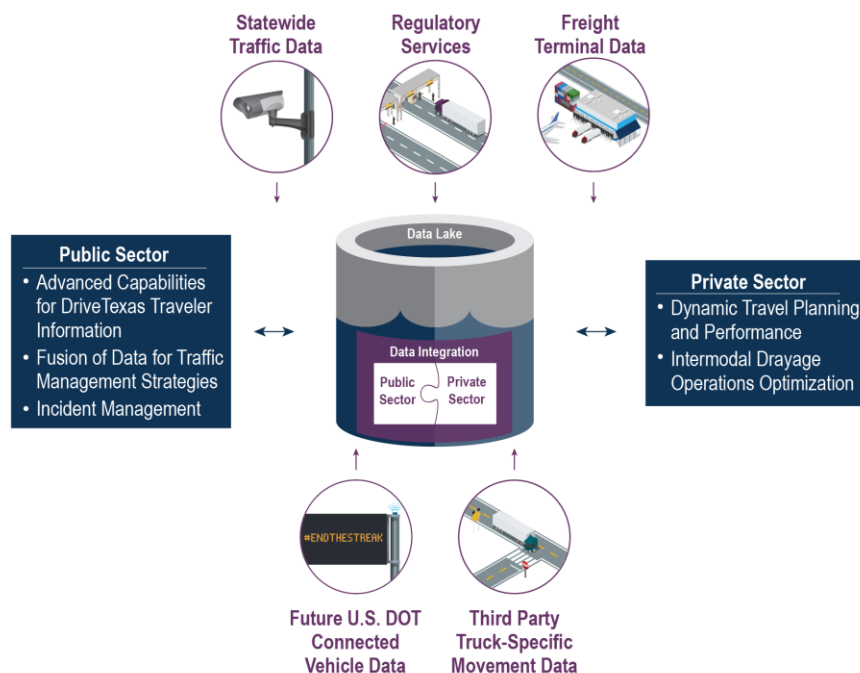 Statewide
Traffic Data
Regulatory
Services
Freight
Terminal Data
Data Lake
Public Sector
• Advanced Capabilities
for DriveTexas Traveler
Information
• Fusion of Data for Traffic
Management Strategies
• Incident Management
Data Integration
Public
Sector
Private
Sector
Private Sector
• Dynamic Travel Planning
and Performance
• Intermodal Drayage
Operations Optimization
#ENDTHESTREAK
Future U.S. DOT
Connected
Vehicle Data
Third Party
Truck-Specific
Movement Data